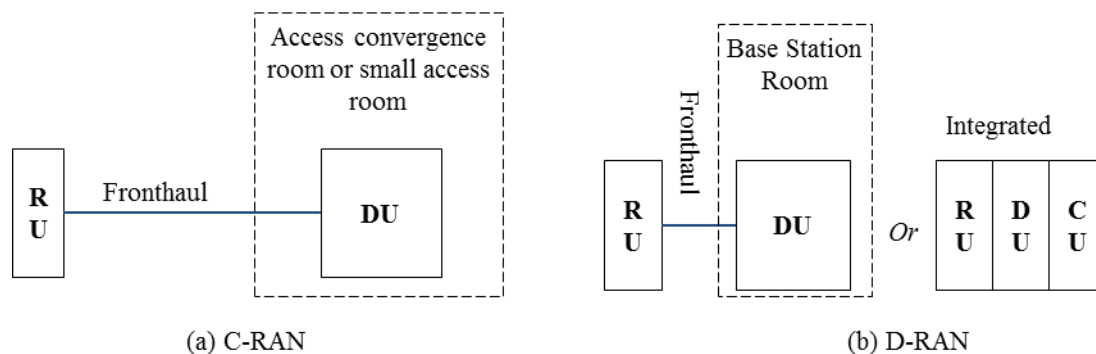 Access convergence
room or small access
room
R
U
Fronthaul
DU
(a) C-RAN
Base Station
Room
Fronthaul
R
U
DU
Or
Integrated
R
U
D
U
C
U
(b) D-RAN